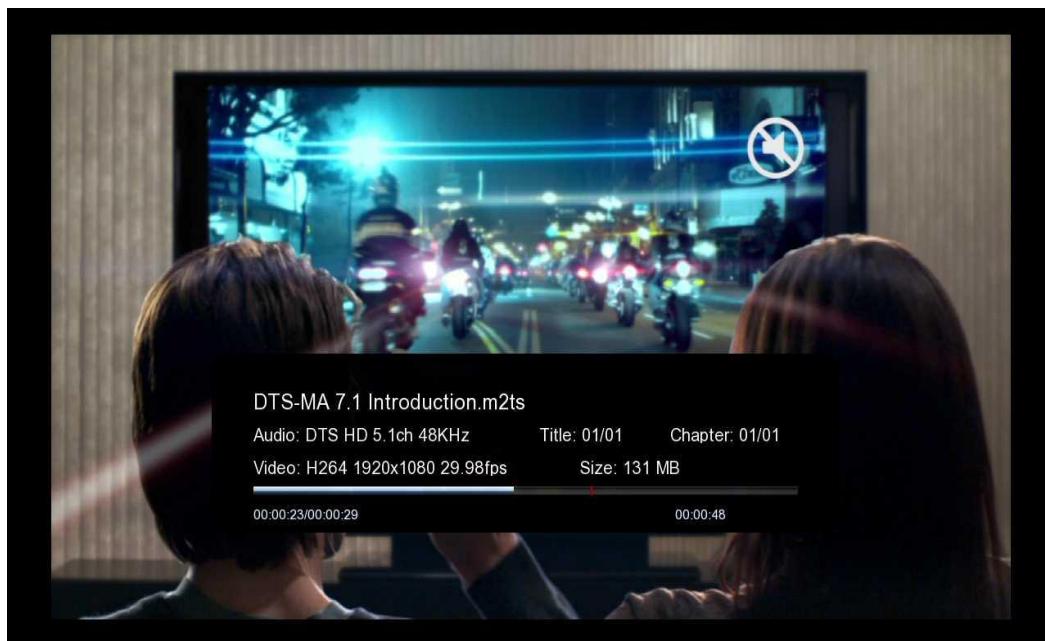 DTS-MA 7.1 Introduction.m2ts
Audio: DTS HD 5.1ch 48KHz Title: 01/01 Chapter: 01/01
Video: H264 1920x1080 29.98fps Size: 131 MB
00:00:23/00:00:29 00:00:48